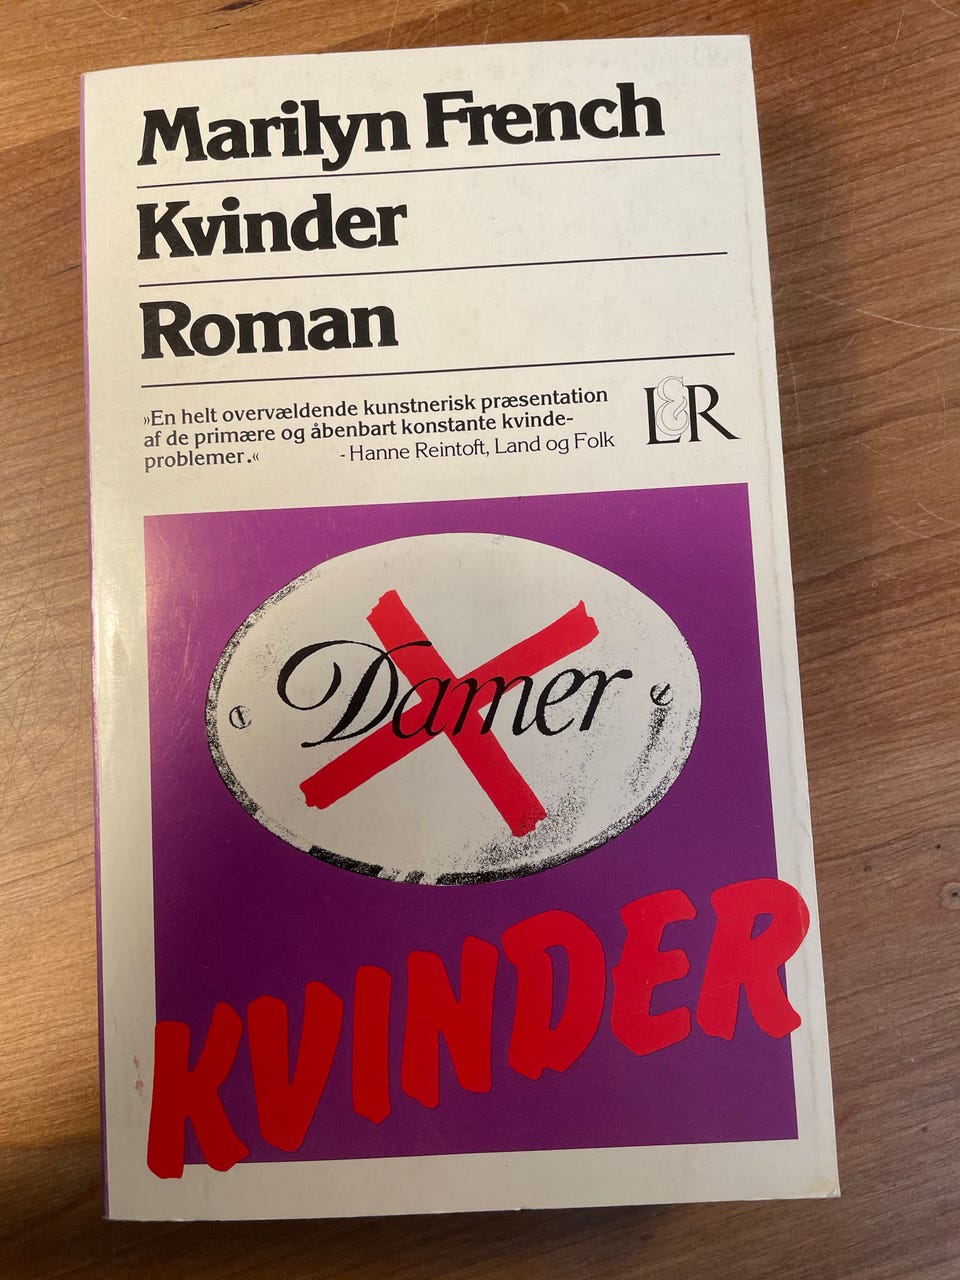 Marilyn French
Kvinder
Roman
»En helt overvældende kunstnerisk præsentation
af de primære og åbenbart konstante kvinde-
problemer.«
- Hanne Reintoft, Land og Folk
L&R
Damer
KVINDER